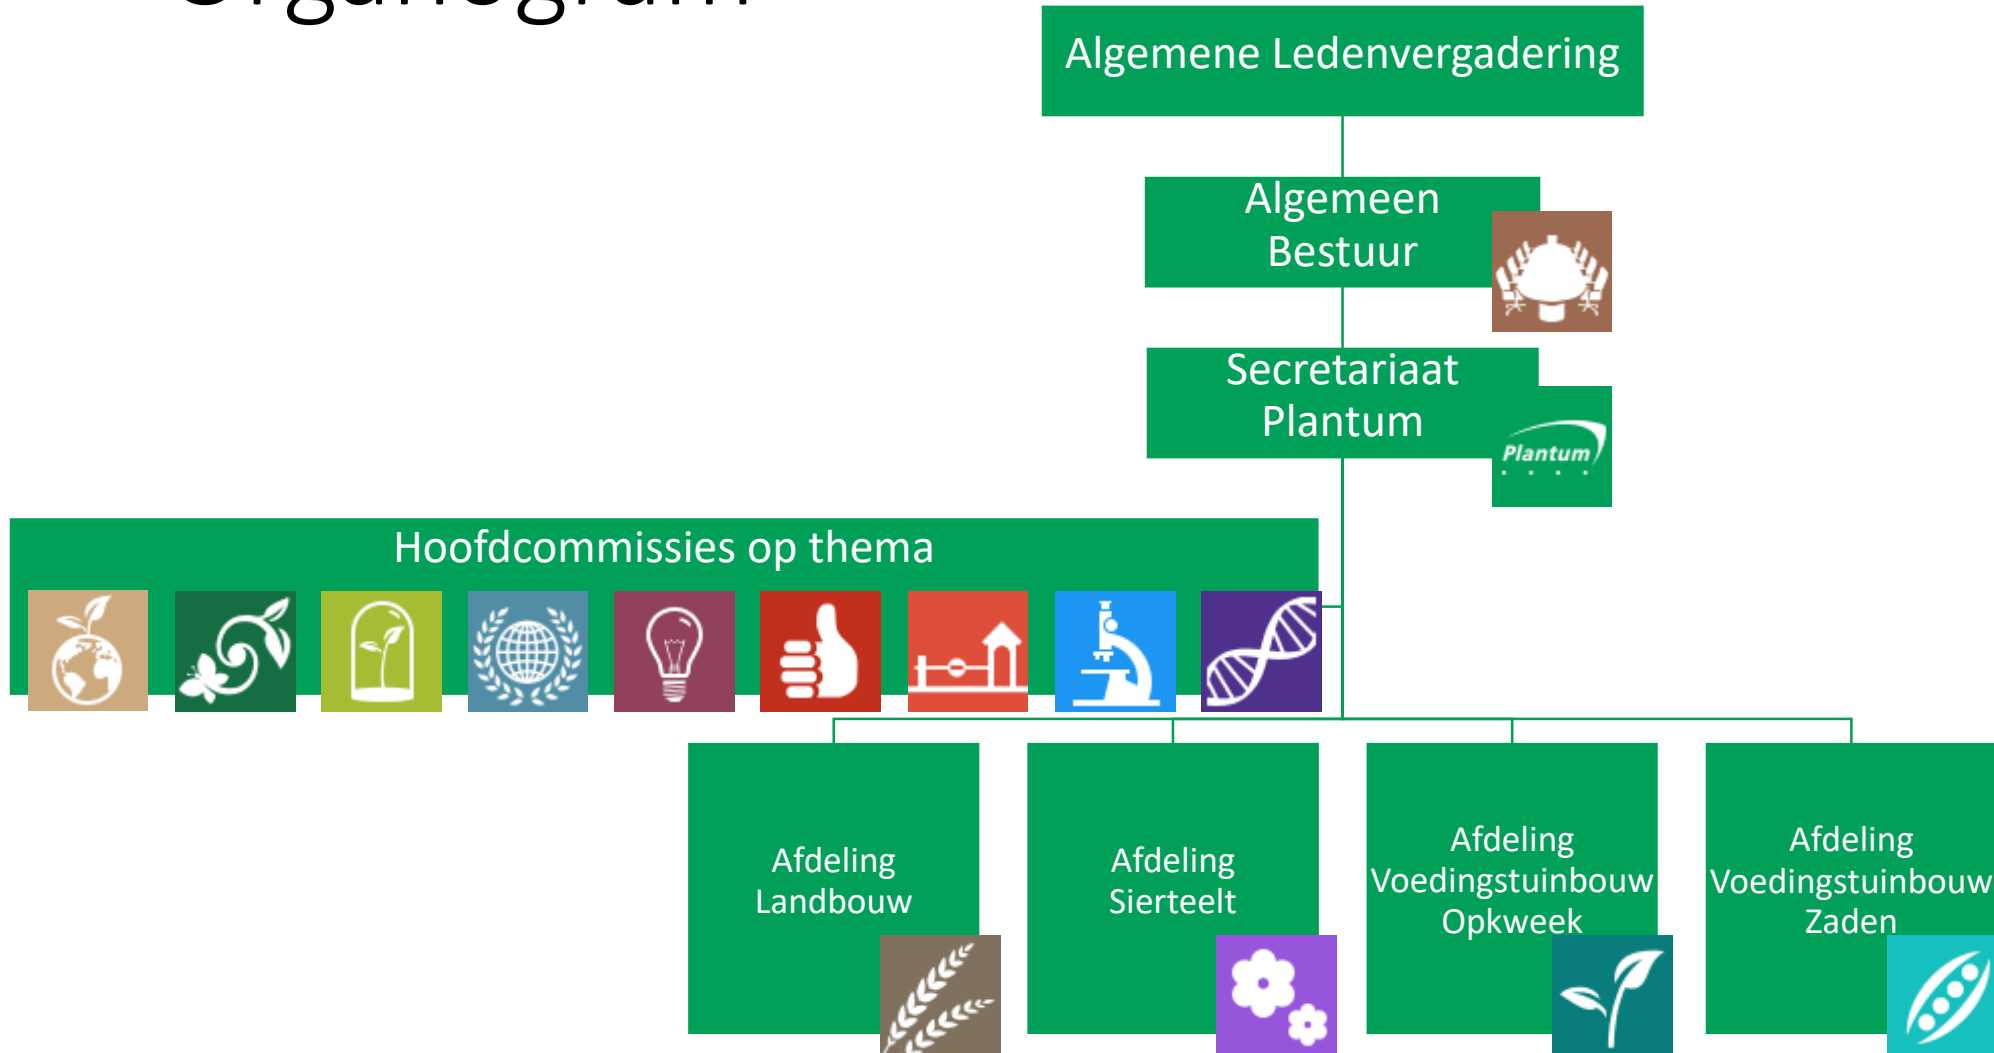 Organogram
Algemene Ledenvergadering
Algemeen
Bestuur
Secretariaat
Plantum
Plantum
Hoofdcommissies op thema
Afdeling
Landbouw
Afdeling
Sierteelt
Afdeling
Voedingstuinbouw
Opkweek
Afdeling
Voedingstuinbouw
Zaden